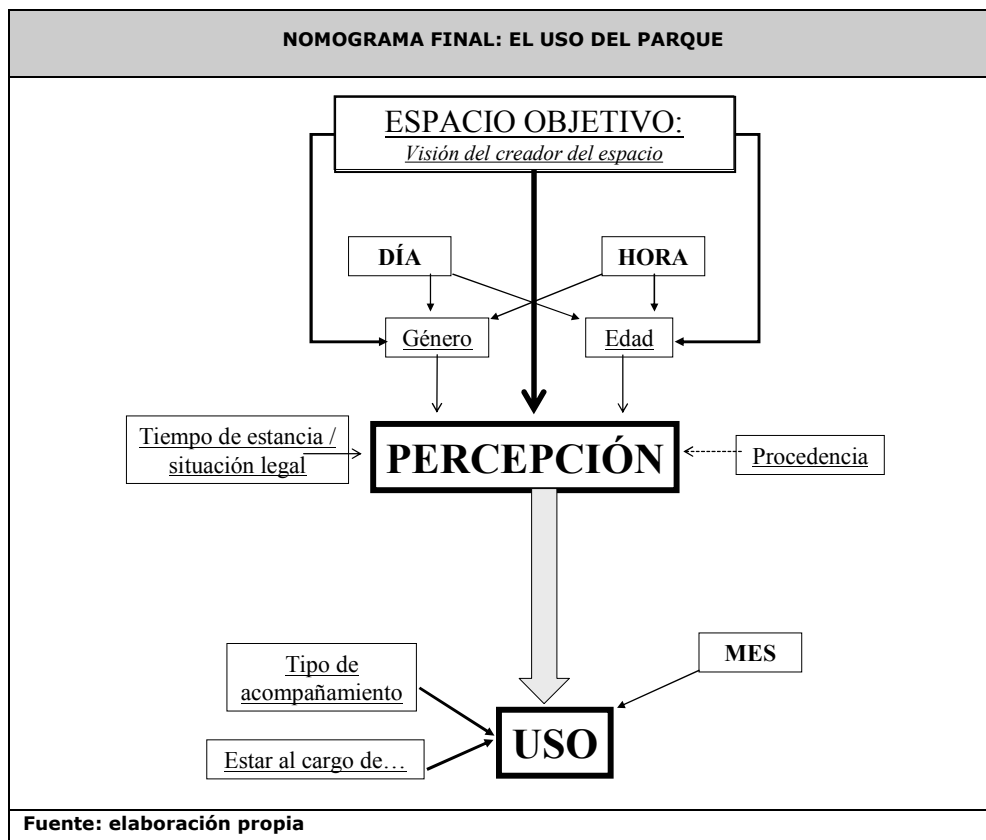 NOMOGRAMA FINAL: EL USO DEL PARQUE
ESPACIO OBJETIVO:
Visión del creador del espacio
DÍA
HORA
Género
Edad
Tiempo de estancia /
situación legal
PERCEPCIÓN
Procedencia
MES
Tipo de
acompañamiento
USO
Estar al cargo de…
Fuente: elaboración propia